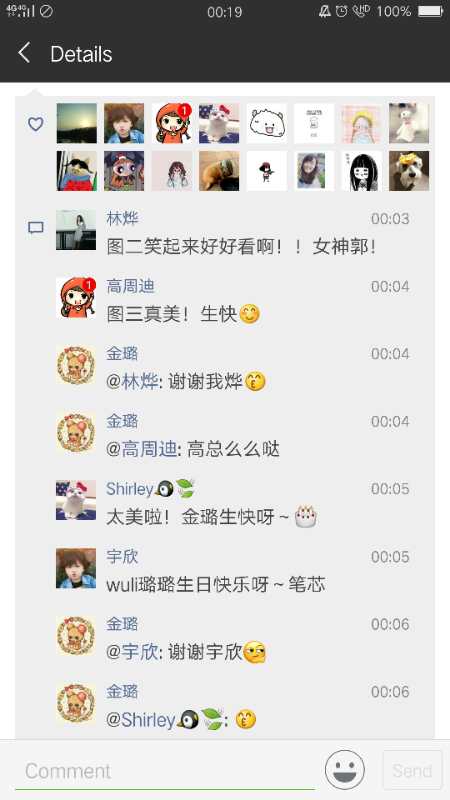 4G 4G 00:19 HD 100%
Details
1
林烨 00:03
图二笑起来好好看啊！！女神郭！
1
高周迪 00:04
图三真美！生快😊
金璐 00:04
@林烨: 谢谢我烨😙
金璐 00:04
@高周迪: 高总么么哒
Shirley🐧🍃 00:05
太美啦！金璐生快呀～🎂
宇欣 00:05
wuli璐璐生日快乐呀～笔芯
金璐 00:06
@宇欣: 谢谢宇欣🤔
金璐 00:06
@Shirley🐧🍃: 😙
Comment Send